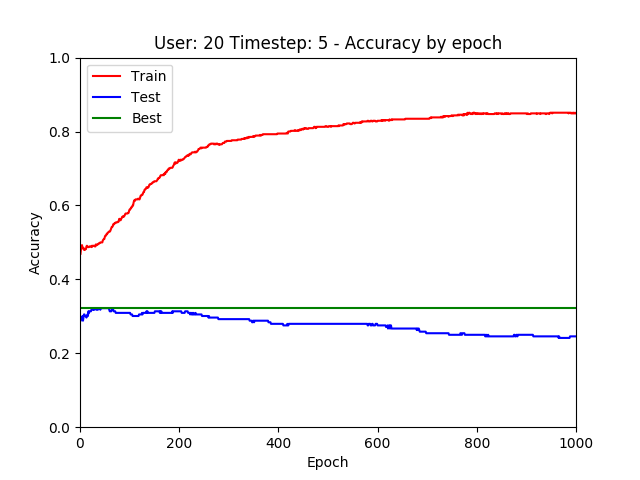 User: 20 Timestep: 5 - Accuracy by epoch
Train
Test
Best
Accuracy
1.0
0.8
0.6
0.4
0.2
0.0
0 200 400 600 800 1000
Epoch